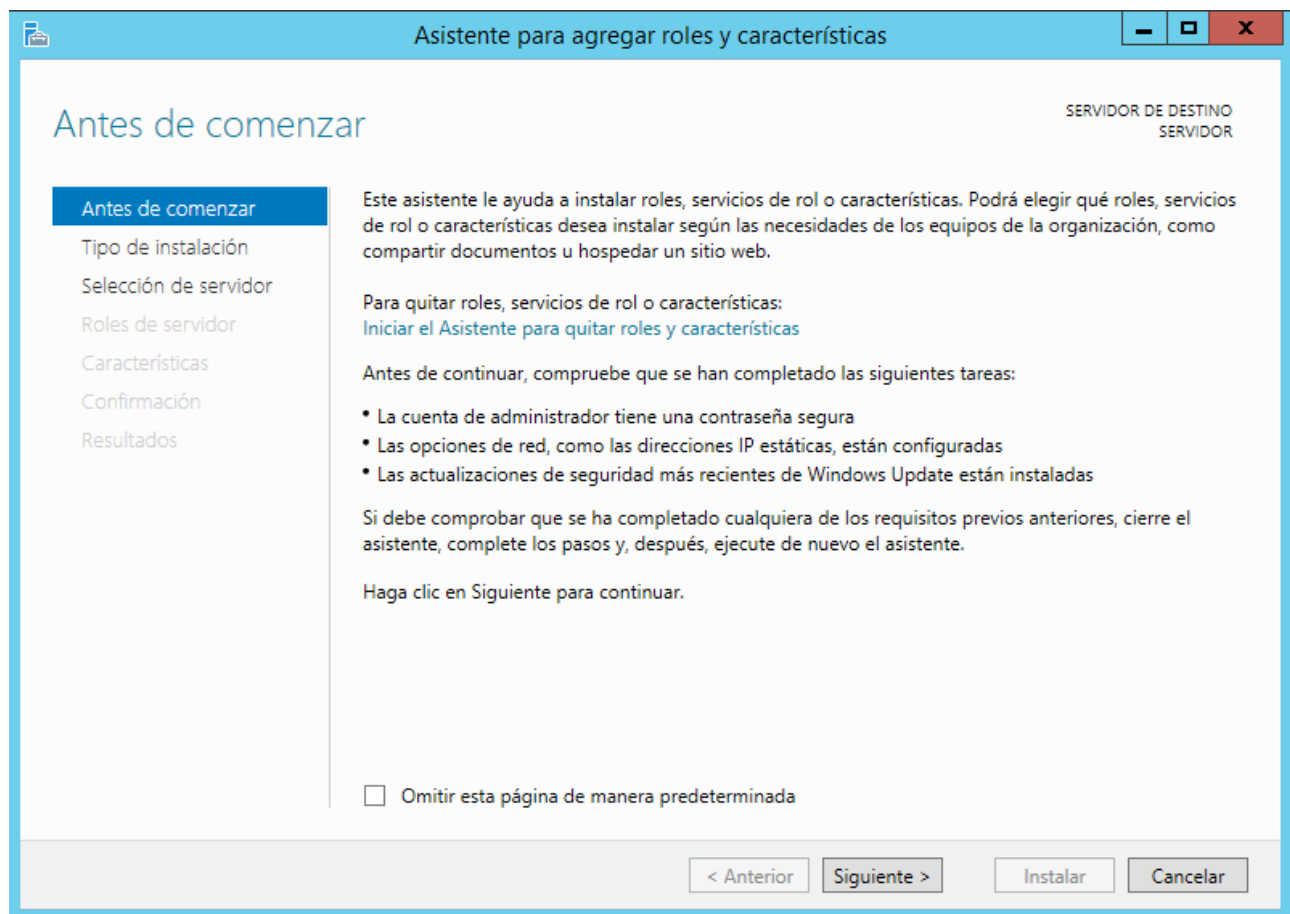 Asistente para agregar roles y características
Antes de comenzar
SERVIDOR DE DESTINO
SERVIDOR
Antes de comenzar
Tipo de instalación
Selección de servidor
Roles de servidor
Características
Confirmación
Resultados
Este asistente le ayuda a instalar roles, servicios de rol o características. Podrá elegir qué roles, servicios
de rol o características desea instalar según las necesidades de los equipos de la organización, como
compartir documentos u hospedar un sitio web.
Para quitar roles, servicios de rol o características:
Iniciar el Asistente para quitar roles y características
Antes de continuar, compruebe que se han completado las siguientes tareas:
• La cuenta de administrador tiene una contraseña segura
• Las opciones de red, como las direcciones IP estáticas, están configuradas
• Las actualizaciones de seguridad más recientes de Windows Update están instaladas
Si debe comprobar que se ha completado cualquiera de los requisitos previos anteriores, cierre el
asistente, complete los pasos y, después, ejecute de nuevo el asistente.
Haga clic en Siguiente para continuar.
Omitir esta página de manera predeterminada
< Anterior
Siguiente >
Instalar
Cancelar